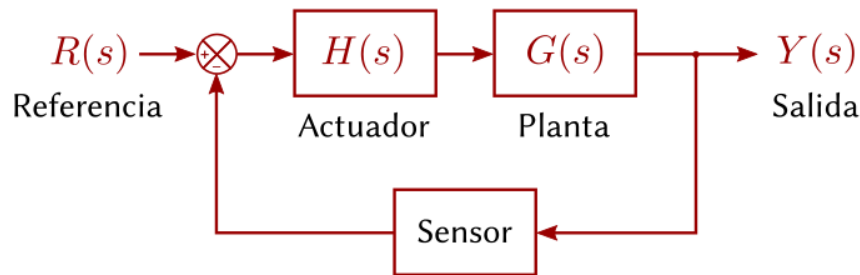 R(s)
+
−
H(s)
G(s)
Y(s)
Referencia
Actuador
Planta
Salida
Sensor